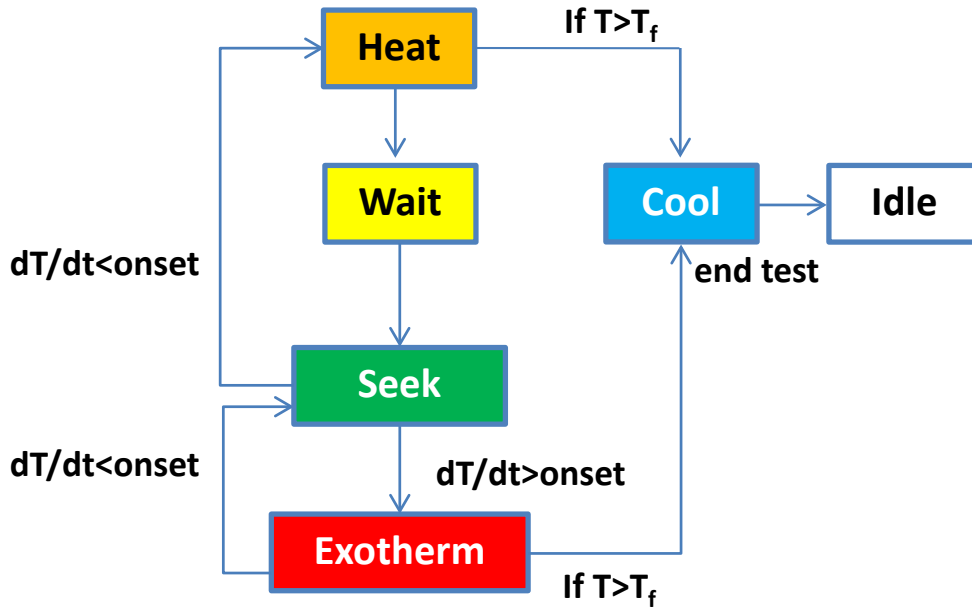 If T>Tf
Heat
Wait
Cool
Idle
dT/dt<onset
end test
Seek
dT/dt<onset
dT/dt>onset
Exotherm
If T>Tf